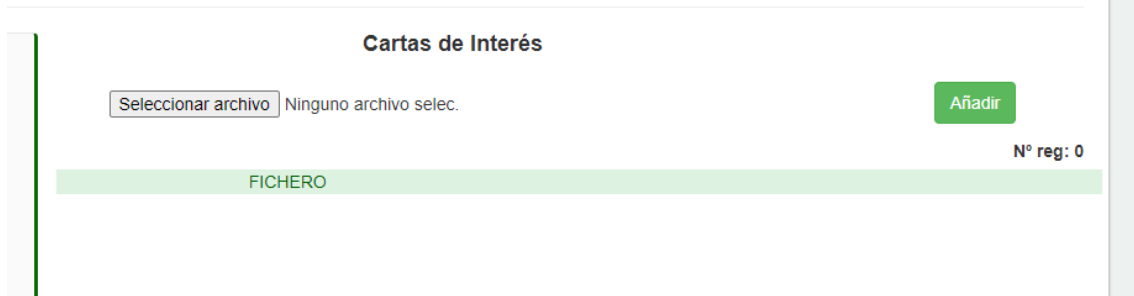 Cartas de Interés
Seleccionar archivo Ninguno archivo selec.
Añadir
Nº reg: 0
FICHERO